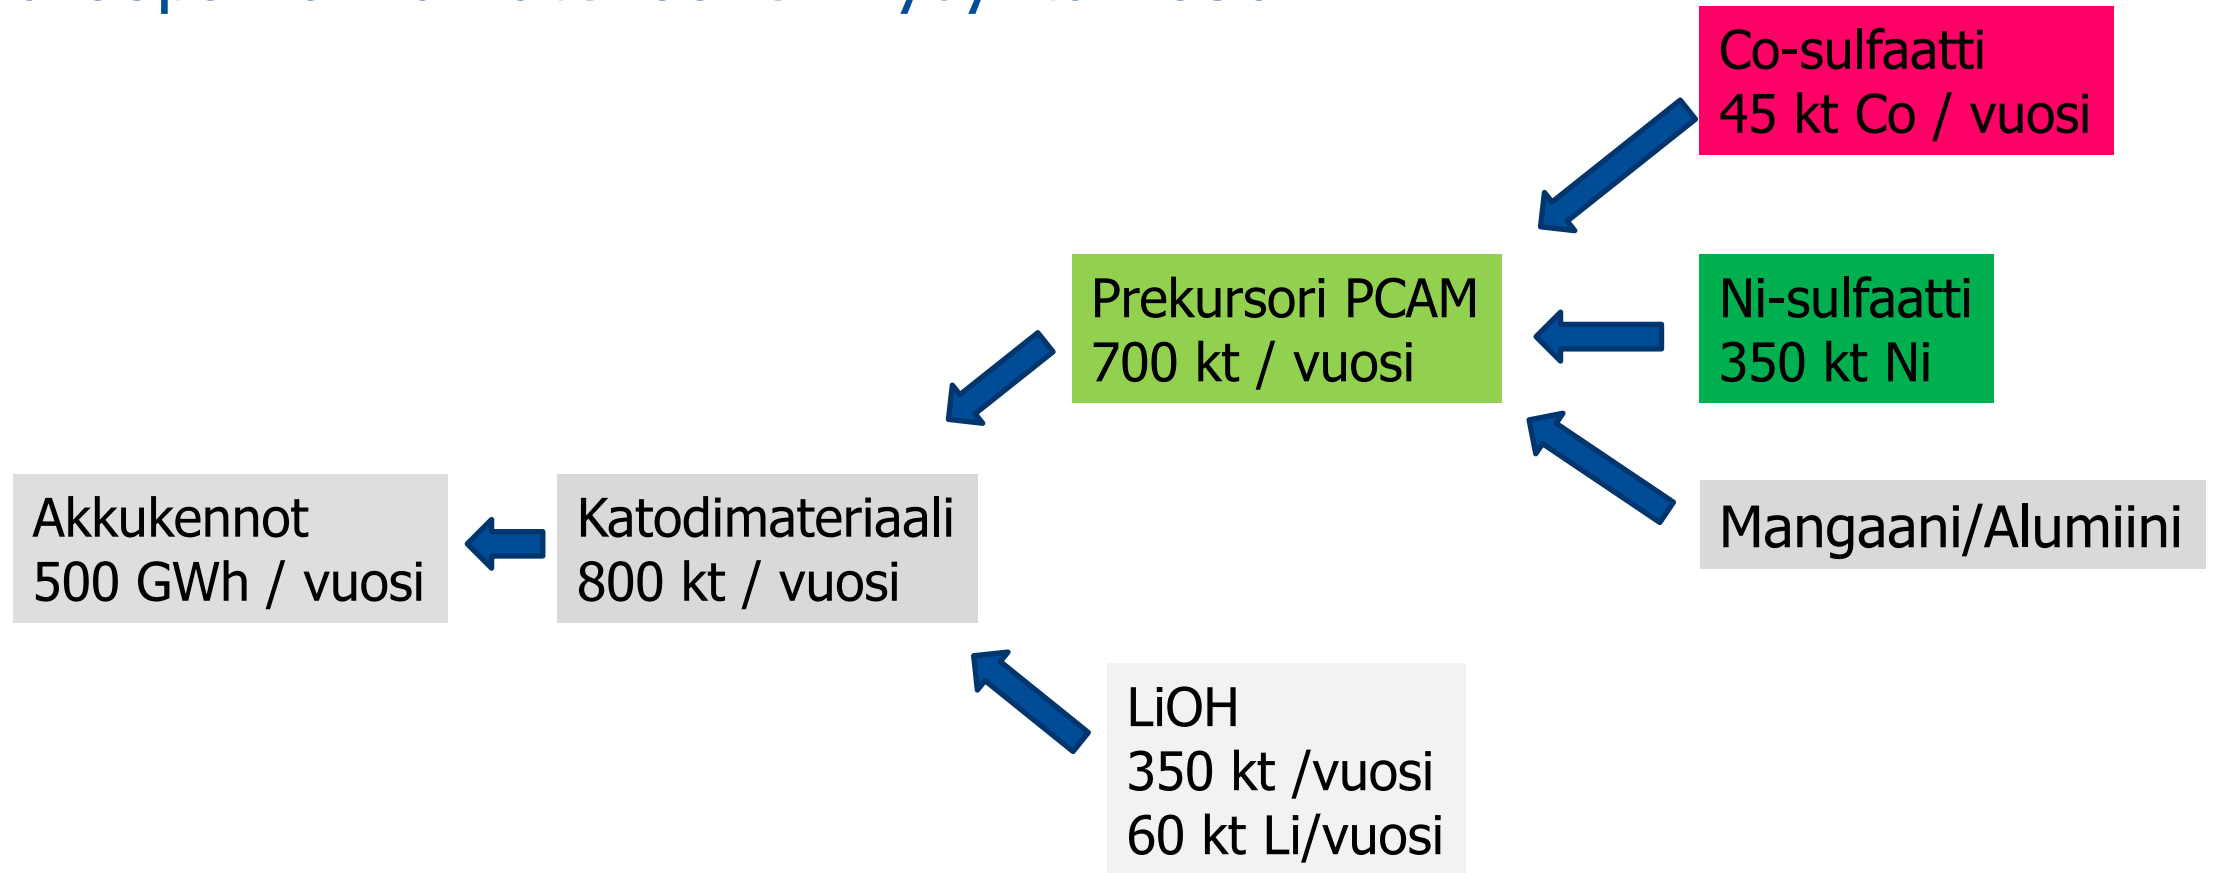 Co-sulfaatti
45 kt Co / vuosi
Prekursori PCAM
700 kt / vuosi
Ni-sulfaatti
350 kt Ni
Akkukennot
500 GWh / vuosi
Katodimateriaali
800 kt / vuosi
Mangaani/Alumiini
LiOH
350 kt /vuosi
60 kt Li/vuosi